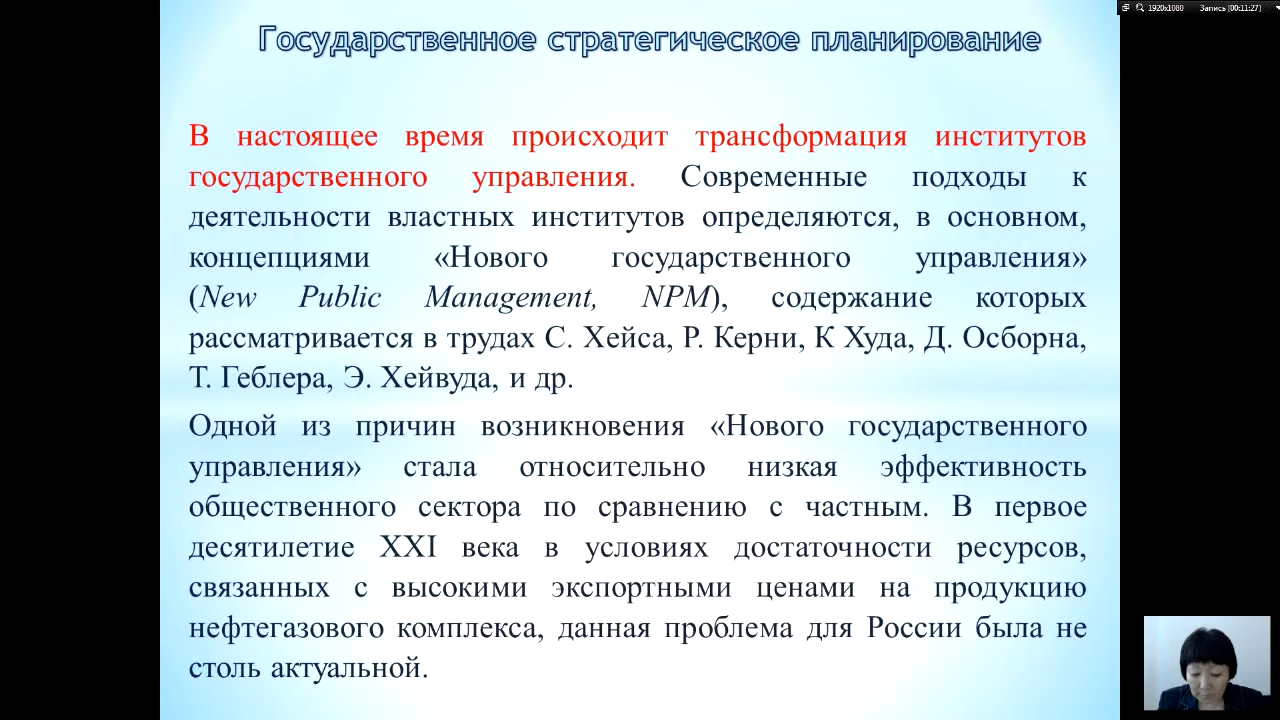 1920x1080 Запись [00:11:27]
Государственное стратегическое планирование
В настоящее время происходит трансформация институтов
государственного управления. Современные подходы к
деятельности властных институтов определяются, в основном,
концепциями «Нового государственного управления»
(New Public Management, NPM), содержание которых
рассматривается в трудах С. Хейса, Р. Керни, К Худа, Д. Осборна,
Т. Геблера, Э. Хейвуда, и др.
Одной из причин возникновения «Нового государственного
управления» стала относительно низкая эффективность
общественного сектора по сравнению с частным. В первое
десятилетие XXI века в условиях достаточности ресурсов,
связанных с высокими экспортными ценами на продукцию
нефтегазового комплекса, данная проблема для России была не
столь актуальной.